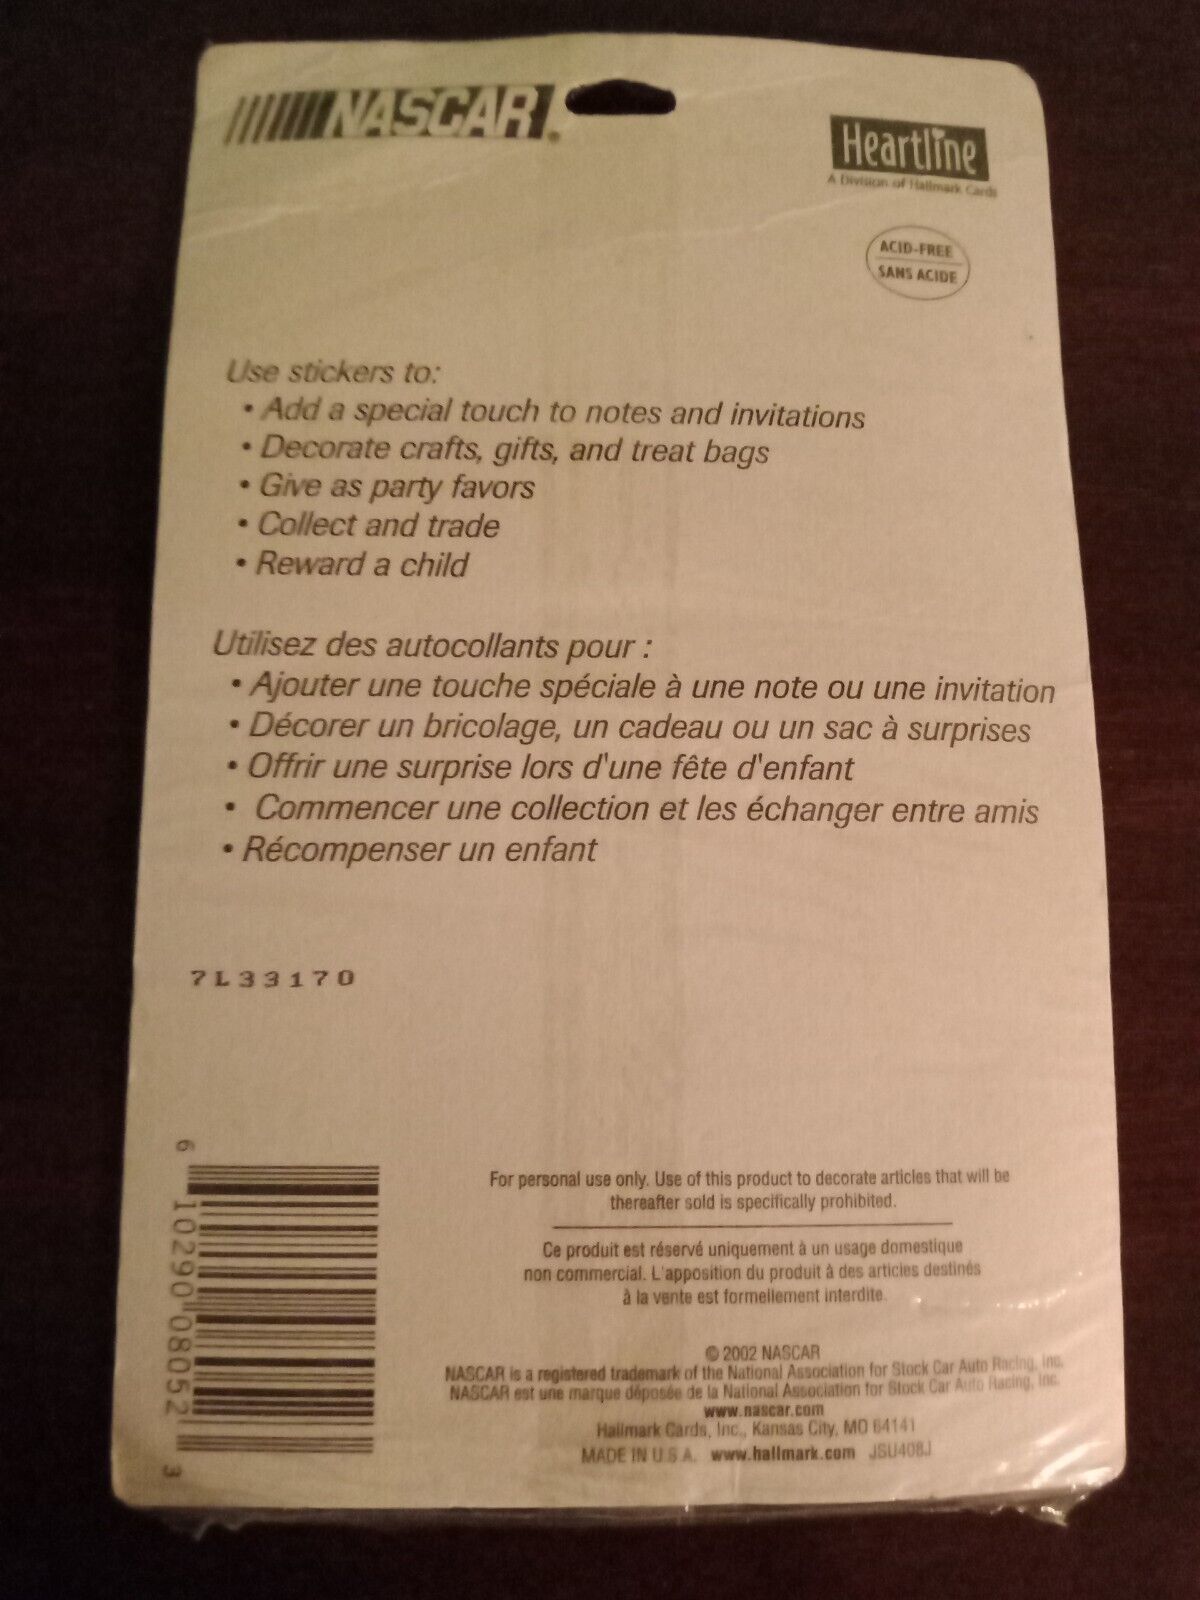 NASCAR®
Heartline
A Division of Hallmark Cards
ACID-FREE
SANS ACIDE
Use stickers to:
• Add a special touch to notes and invitations
• Decorate crafts, gifts, and treat bags
• Give as party favors
• Collect and trade
• Reward a child
Utilisez des autocollants pour :
• Ajouter une touche spéciale à une note ou une invitation
• Décorer un bricolage, un cadeau ou un sac à surprises
• Offrir une surprise lors d'une fête d'enfant
• Commencer une collection et les échanger entre amis
• Récompenser un enfant
7L33170
6 10290 08052 3
For personal use only. Use of this product to decorate articles that will be
thereafter sold is specifically prohibited.
Ce produit est réservé uniquement à un usage domestique
non commercial. L'apposition du produit à des articles destinés
à la vente est formellement interdite.
© 2002 NASCAR
NASCAR is a registered trademark of the National Association for Stock Car Auto Racing, Inc.
NASCAR est une marque déposée de la National Association for Stock Car Auto Racing, Inc.
www.nascar.com
Hallmark Cards, Inc., Kansas City, MO 64141
MADE IN U.S.A. www.hallmark.com JSU408J